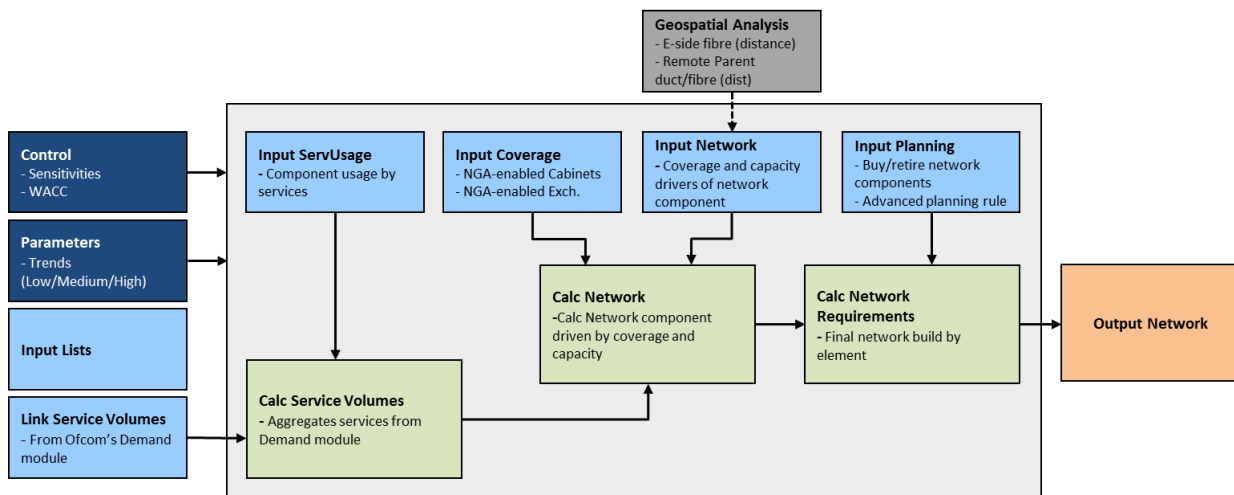 Geospatial Analysis
- E-side fibre (distance)
- Remote Parent
duct/fibre (dist)
Control
- Sensitivities
- WACC
Input ServUsage
- Component usage by
services
Input Coverage
- NGA-enabled Cabinets
- NGA-enabled Exch.
Input Network
- Coverage and capacity
drivers of network
component
Input Planning
- Buy/retire network
components
- Advanced planning rule
Parameters
- Trends
(Low/Medium/High)
Calc Network
-Calc Network component
driven by coverage and
capacity
Calc Network
Requirements
- Final network build by
element
Output Network
Input Lists
Calc Service Volumes
- Aggregates services from
Demand module
Link Service Volumes
- From Ofcom's Demand
module